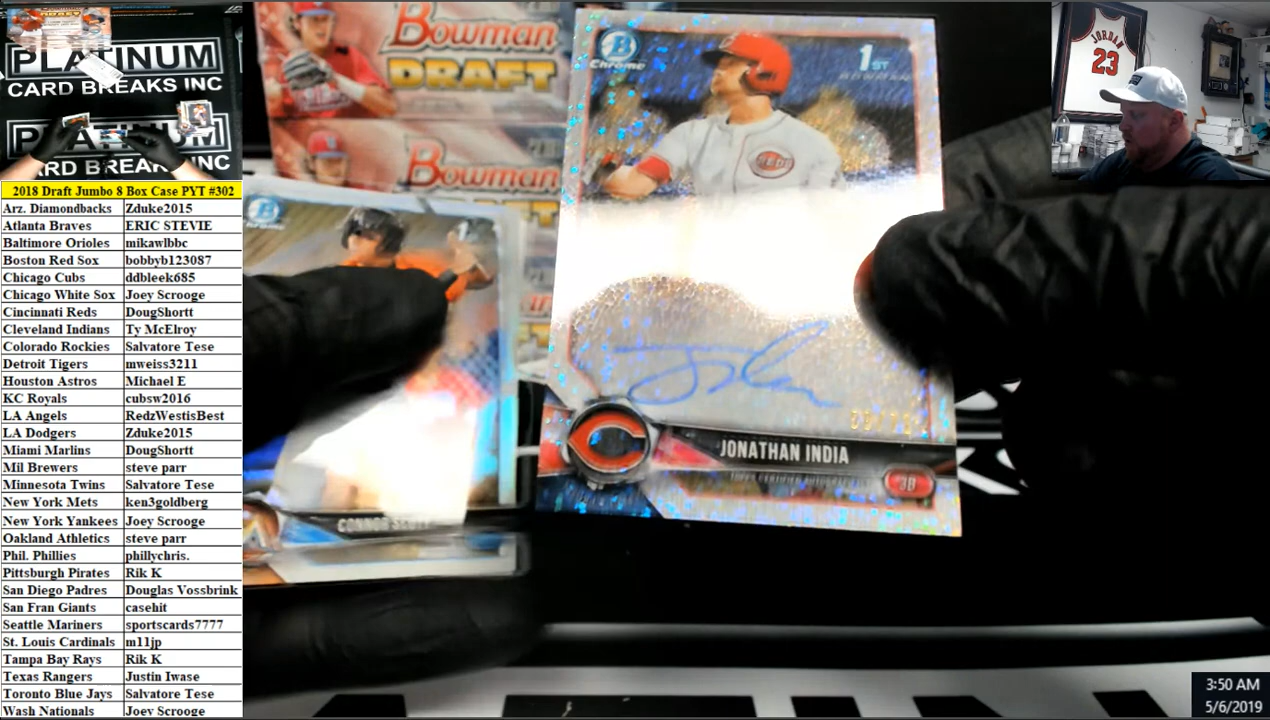 PLATINUM
CARD BREAKS INC
2018 Draft Jumbo 8 Box Case PYT #302
Arz. Diamondbacks Zduke2015
Atlanta Braves ERIC STEVIE
Baltimore Orioles mikawlbbc
Boston Red Sox bobbyb123087
Chicago Cubs ddbleek685
Chicago White Sox Joey Scrooge
Cincinnati Reds DougShortt
Cleveland Indians Ty McElroy
Colorado Rockies Salvatore Tese
Detroit Tigers mweiss3211
Houston Astros Michael E
KC Royals cubsw2016
LA Angels RedzWestisBest
LA Dodgers Zduke2015
Miami Marlins DougShortt
Mil Brewers steve parr
Minnesota Twins Salvatore Tese
New York Mets ken3goldberg
New York Yankees Joey Scrooge
Oakland Athletics steve parr
Phil. Phillies phillychris.
Pittsburgh Pirates Rik K
San Diego Padres Douglas Vossbrink
San Fran Giants casehit
Seattle Mariners sportscards7777
St. Louis Cardinals m11jp
Tampa Bay Rays Rik K
Texas Rangers Justin Iwase
Toronto Blue Jays Salvatore Tese
Wash Nationals Joey Scrooge
Bowman
DRAFT
Bowman
B
Chrome
1ST
REDS
C
JONATHAN INDIA
3B
CONNOR SCOTT
JORDAN
23
3:50 AM
5/6/2019